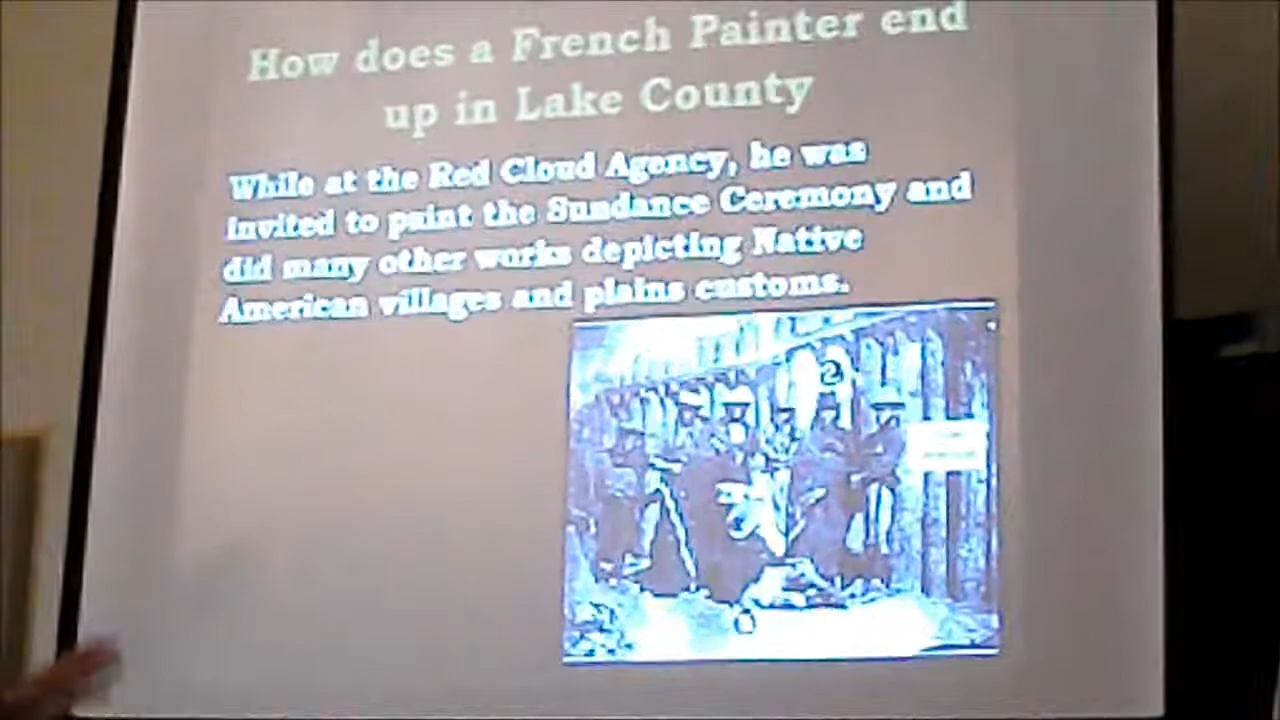 How does a French Painter end
up in Lake County
While at the Red Cloud Agency, he was
invited to paint the Sundance Ceremony and
did many other works depicting Native
American villages and plains customs.